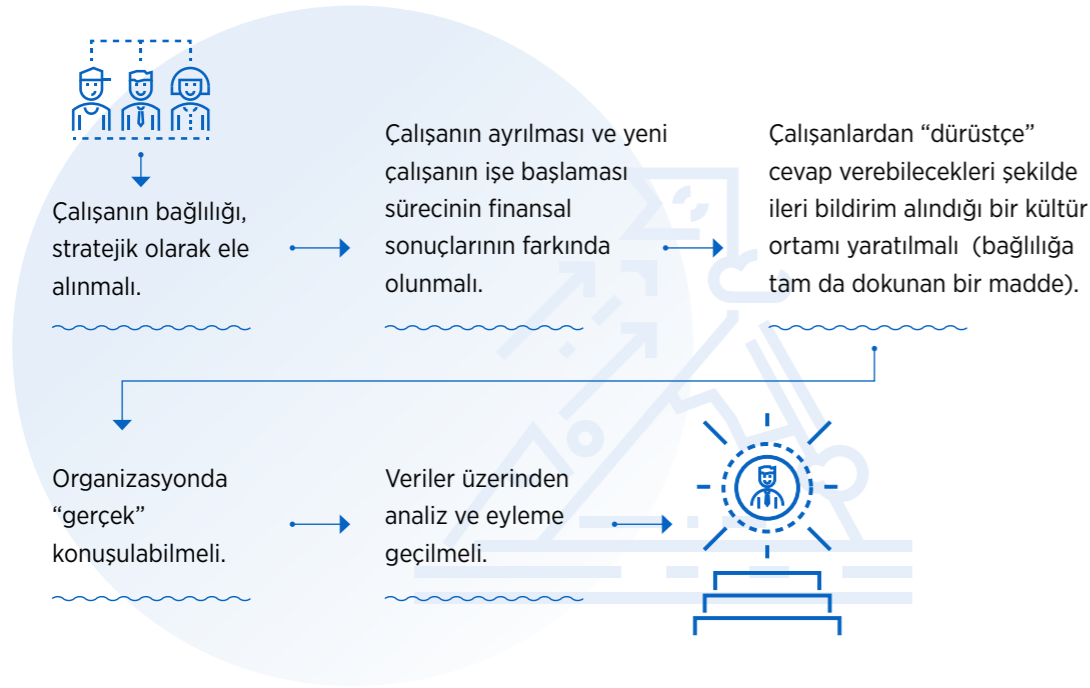 Çalışanın bağlılığı,
stratejik olarak ele
alınmalı.
Çalışanın ayrılması ve yeni
çalışanın işe başlaması
sürecinin finansal
sonuçlarının farkında
olunmalı.
Çalışanlardan “dürüstçe”
cevap verebilecekleri şekilde
ileri bildirim alındığı bir kültür
ortamı yaratılmalı (bağlılığa
tam da dokunan bir madde).
Organizasyonda
“gerçek”
konuşulabilmeli.
Veriler üzerinden
analiz ve eyleme
geçilmeli.